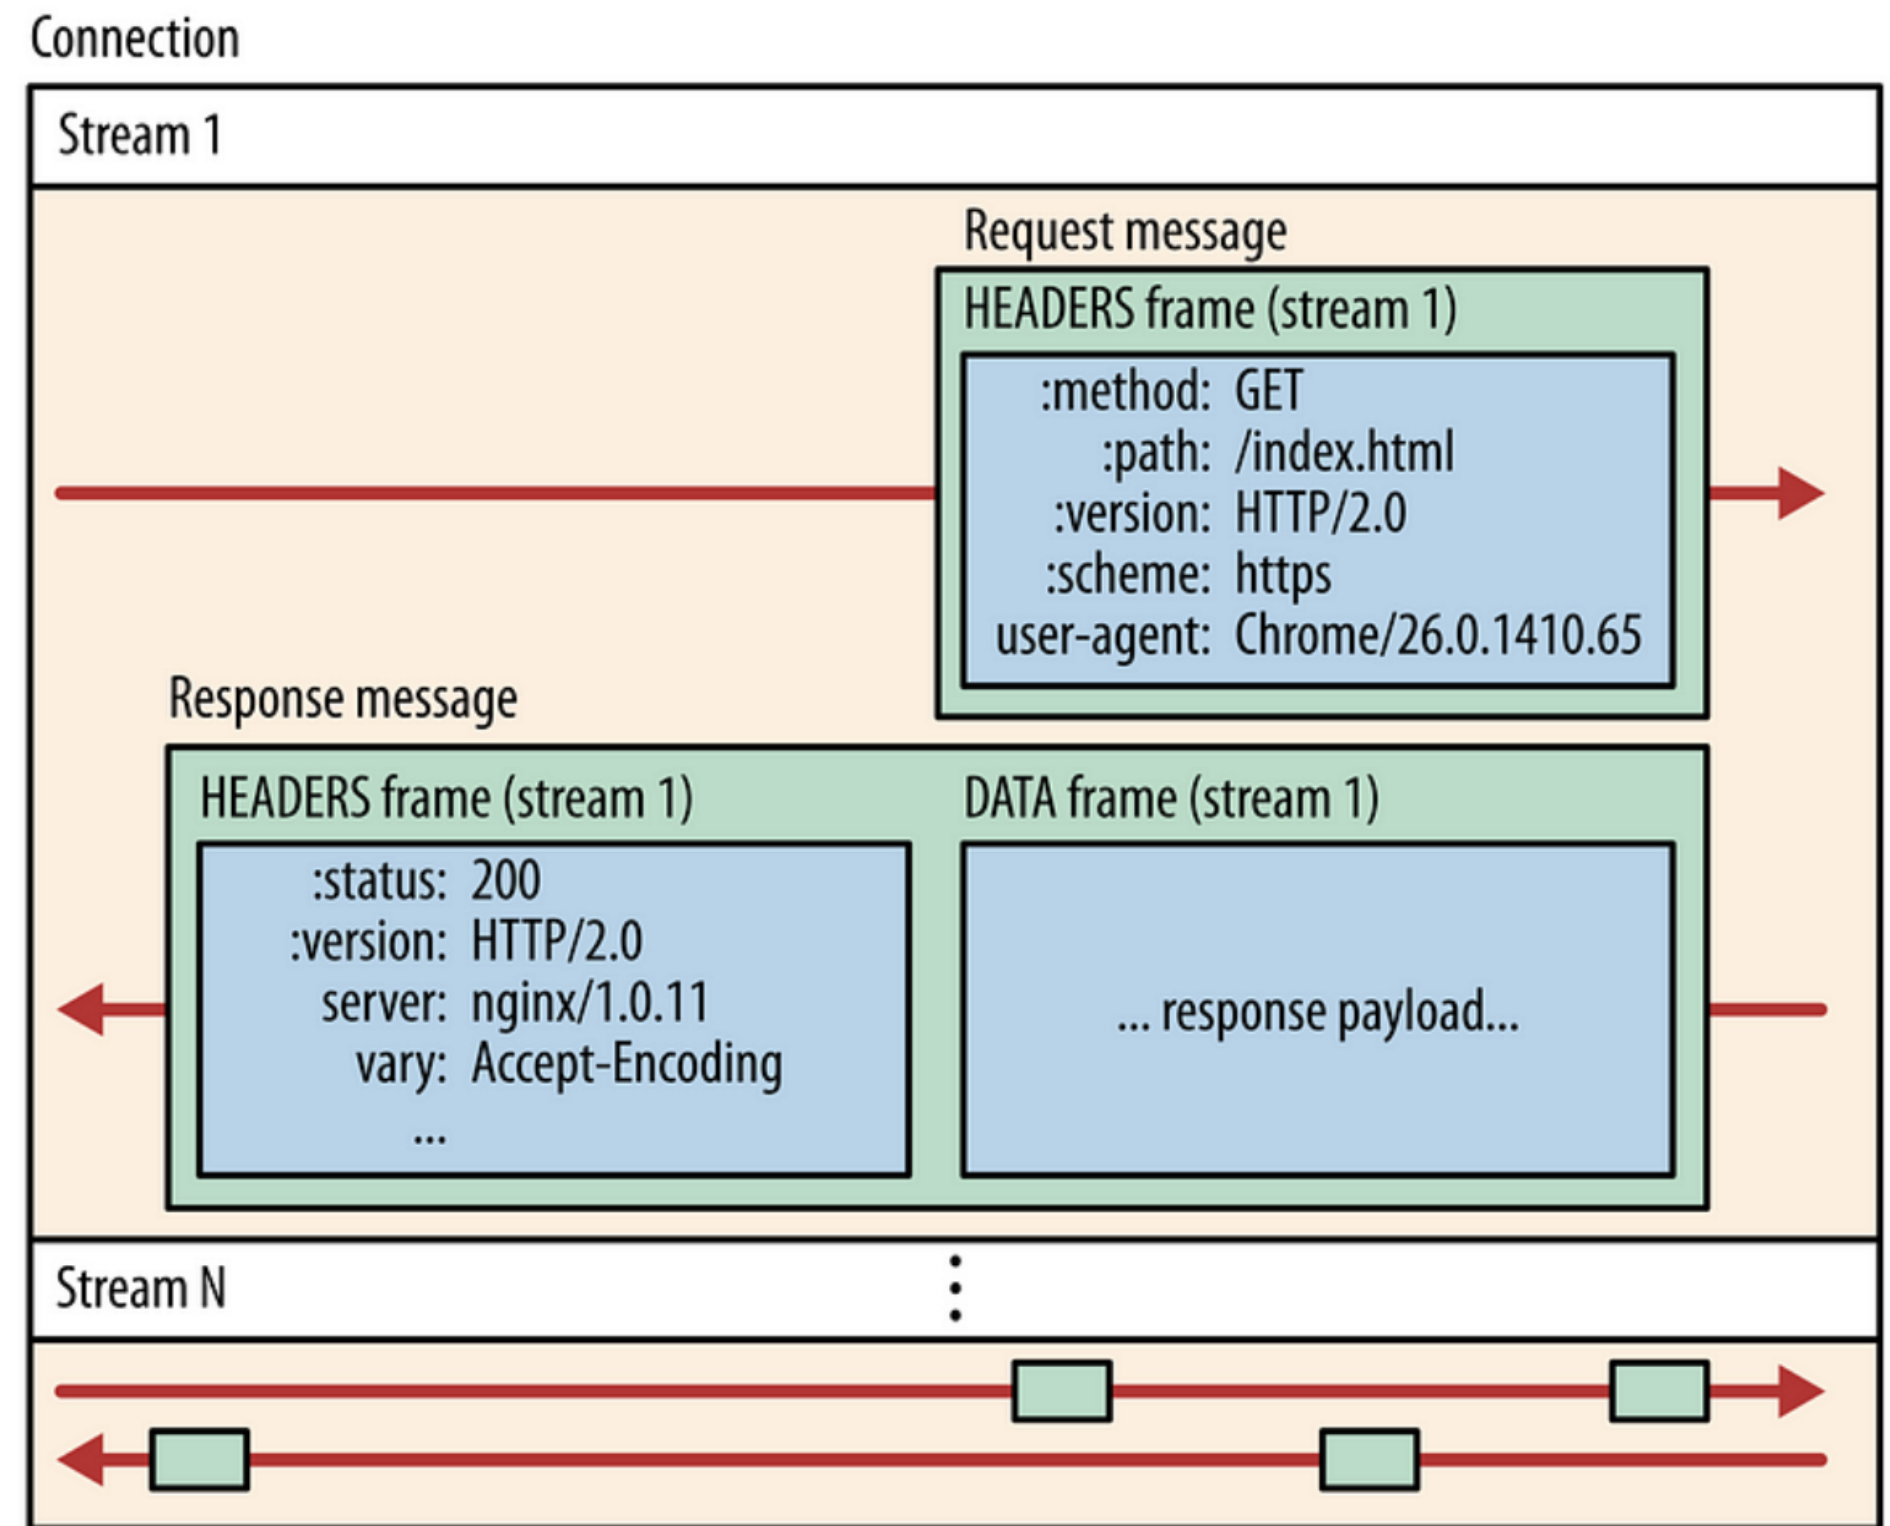 Connection
Stream 1
Request message
HEADERS frame (stream 1)
:method: GET
:path: /index.html
:version: HTTP/2.0
:scheme: https
user-agent: Chrome/26.0.1410.65
Response message
HEADERS frame (stream 1)
:status: 200
:version: HTTP/2.0
server: nginx/1.0.11
vary: Accept-Encoding
...
DATA frame (stream 1)
... response payload...
Stream N